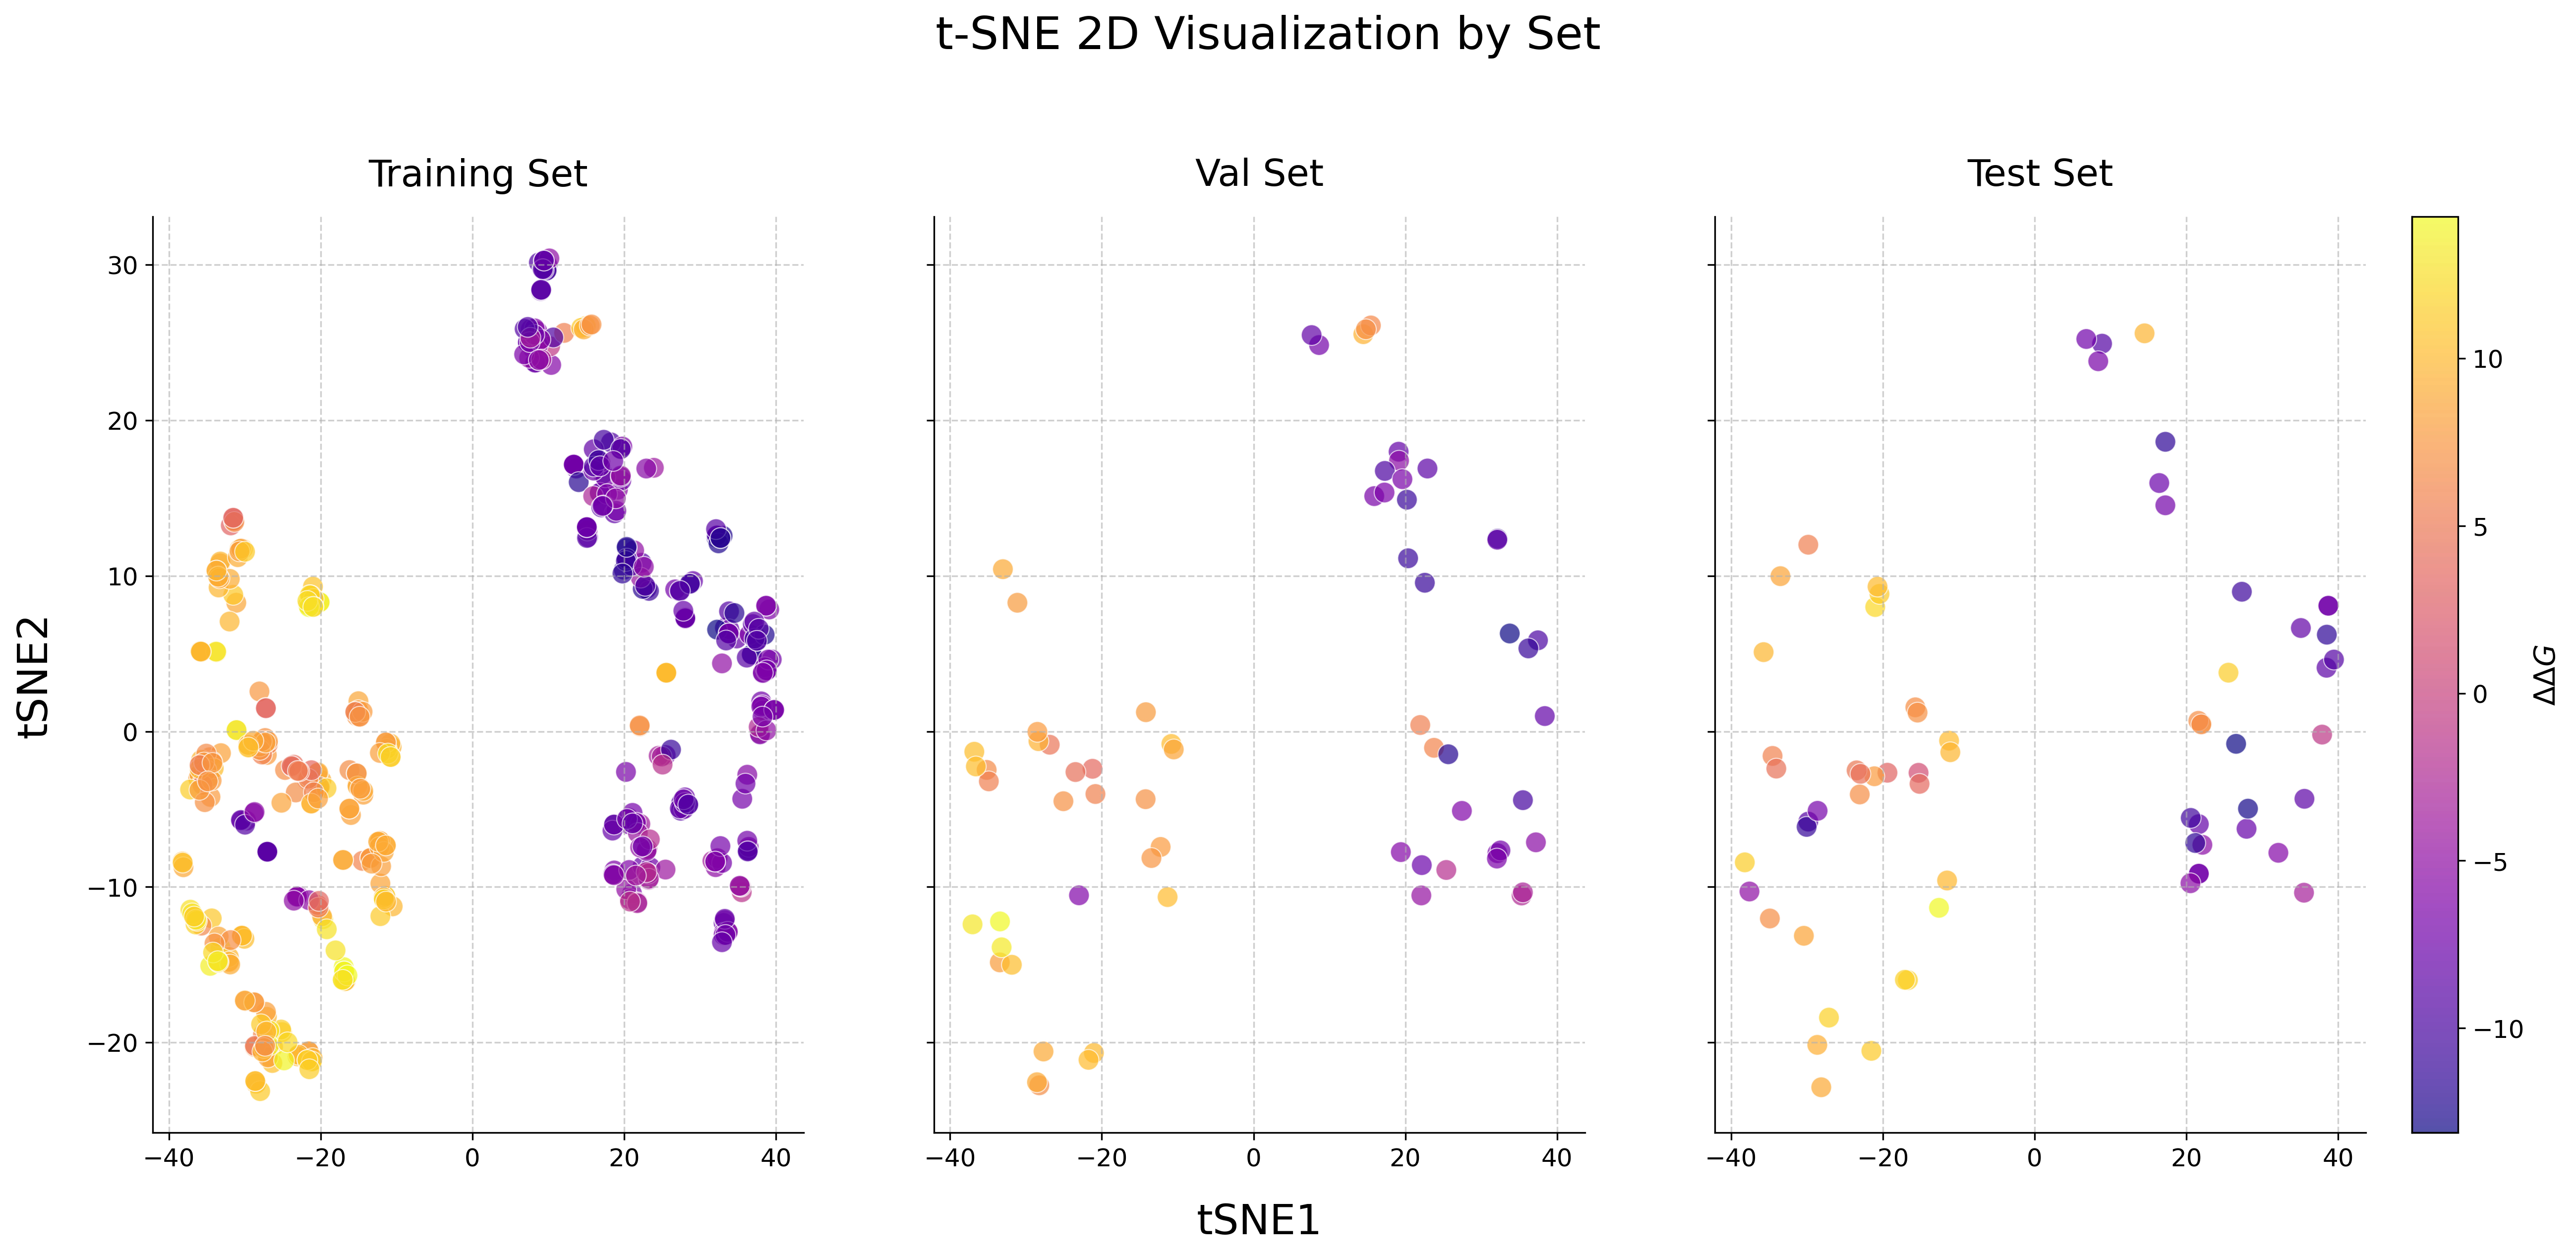 t-SNE 2D Visualization by Set
Training Set
Val Set
Test Set
tSNE2
30
20
10
0
−10
−20
−40 −20 0 20 40
−40 −20 0 20 40
−40 −20 0 20 40
tSNE1
10
5
0
−5
−10
ΔΔG